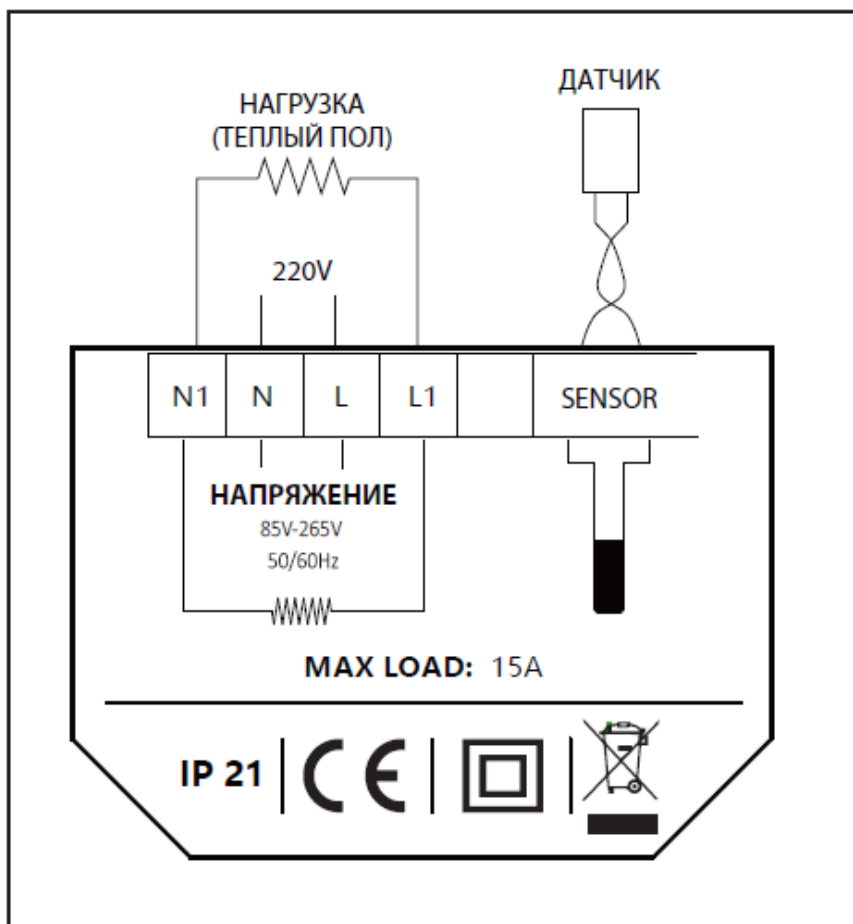 ДАТЧИК
НАГРУЗКА
(ТЕПЛЫЙ ПОЛ)
220V
N1 N L L1 SENSOR
НАПРЯЖЕНИЕ
85V-265V
50/60Hz
MAX LOAD: 15A
IP 21 CE